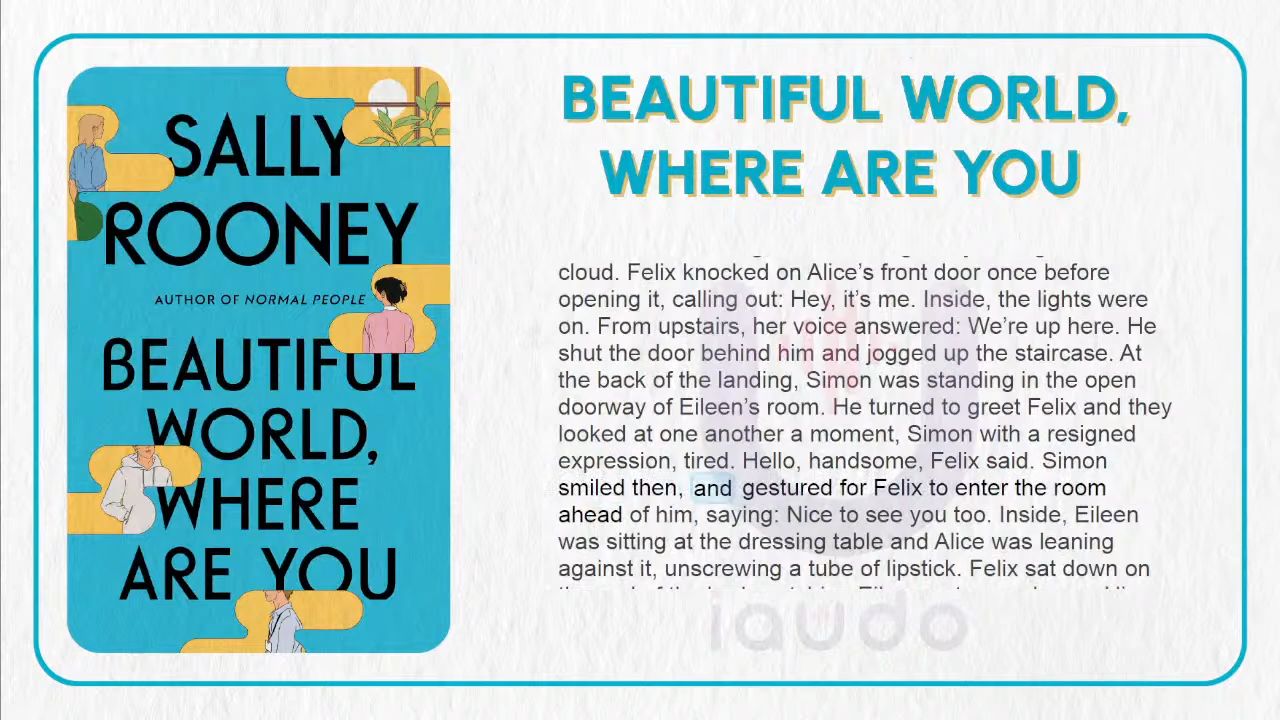 SALLY
ROONEY
AUTHOR OF NORMAL PEOPLE
BEAUTIFUL
WORLD,
WHERE
ARE YOU
BEAUTIFUL WORLD,
WHERE ARE YOU
cloud. Felix knocked on Alice’s front door once before
opening it, calling out: Hey, it’s me. Inside, the lights were
on. From upstairs, her voice answered: We’re up here. He
shut the door behind him and jogged up the staircase. At
the back of the landing, Simon was standing in the open
doorway of Eileen’s room. He turned to greet Felix and they
looked at one another a moment, Simon with a resigned
expression, tired. Hello, handsome, Felix said. Simon
smiled then, and gestured for Felix to enter the room
ahead of him, saying: Nice to see you too. Inside, Eileen
was sitting at the dressing table and Alice was leaning
against it, unscrewing a tube of lipstick. Felix sat down on
iaudo